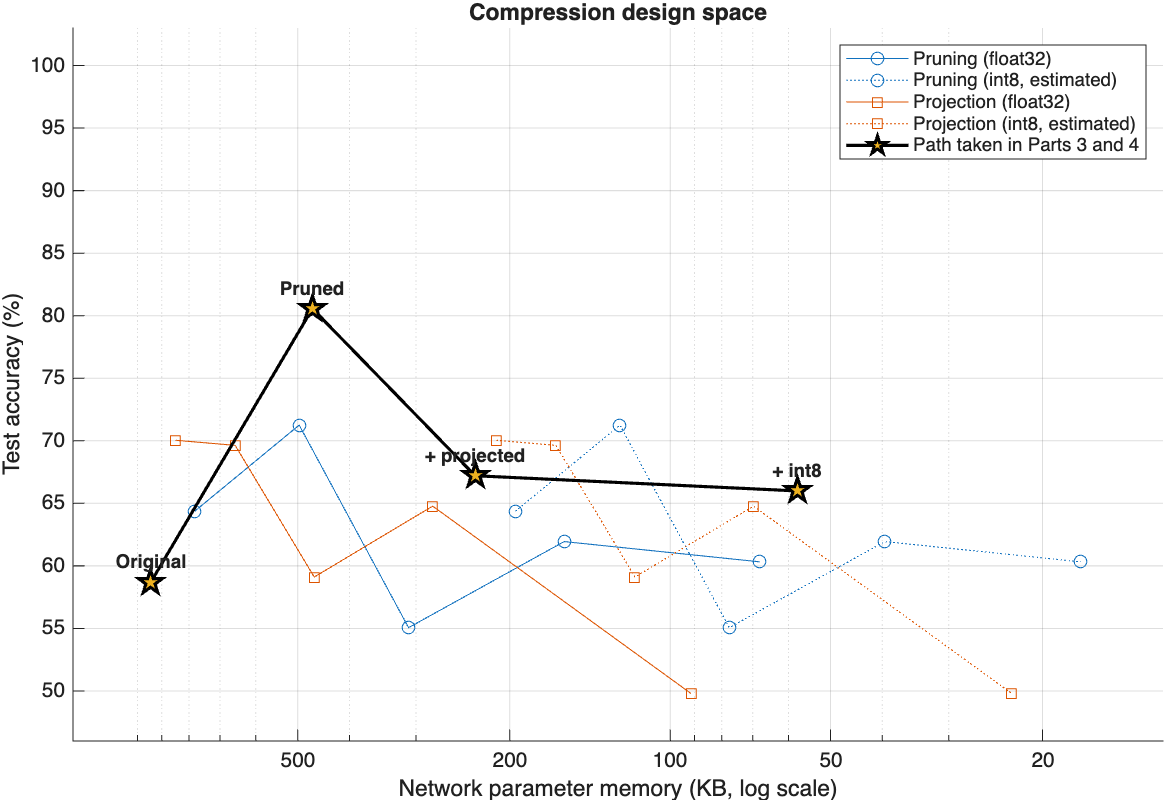 Compression design space
Pruning (float32)
Pruning (int8, estimated)
Projection (float32)
Projection (int8, estimated)
Path taken in Parts 3 and 4
100
95
90
85
80
75
70
65
60
55
50
Test accuracy (%)
Pruned
+ projected
+ int8
Original
500
200
100
50
20
Network parameter memory (KB, log scale)